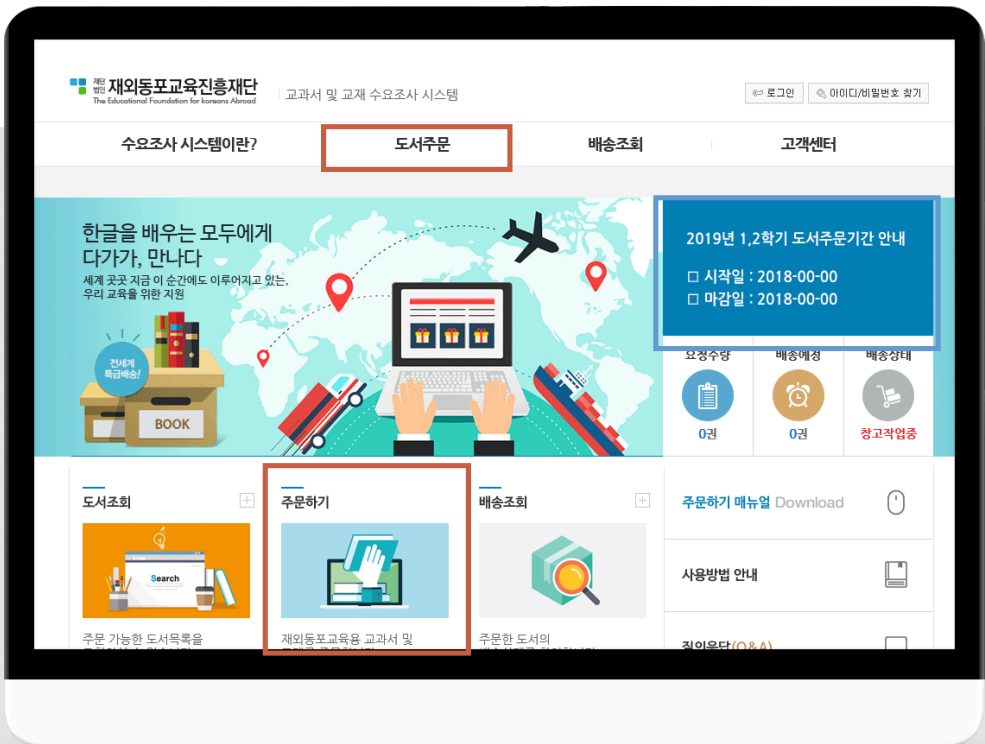 재단법인 재외동포교육진흥재단
The Educational Foundation for koreans Abroad
교과서 및 교재 수요조사 시스템
로그인
아이디/비밀번호 찾기
수요조사 시스템이란?
도서주문
배송조회
고객센터
한글을 배우는 모두에게
다가가, 만나다
세계 곳곳 지금 이 순간에도 이루어지고 있는,
우리 교육을 위한 지원
전세계
특급배송!
BOOK
2019년 1,2학기 도서주문기간 안내
□ 시작일 : 2018-00-00
□ 마감일 : 2018-00-00
요청수량
배송예정
배송상태
0권
0권
창고작업중
도서조회
Search
주문 가능한 도서목록을
주문하기
재외동포교육용 교과서 및
배송조회
주문한 도서의
주문하기 매뉴얼 Download
사용방법 안내
질의응답(Q&A)